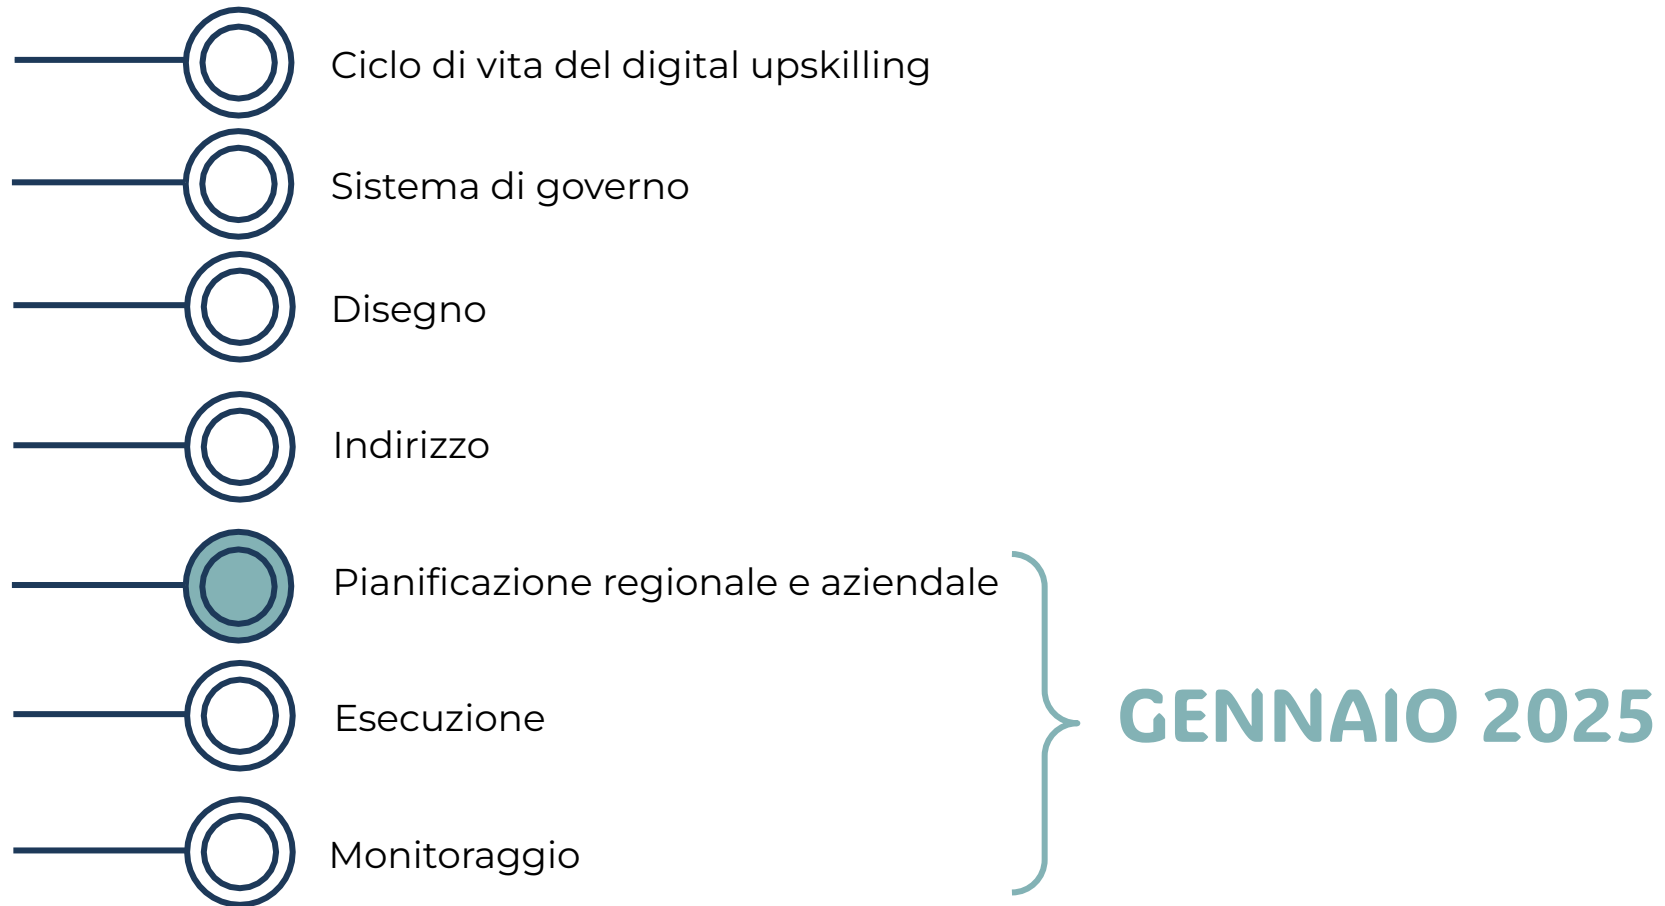 Ciclo di vita del digital upskilling
Sistema di governo
Disegno
Indirizzo
Pianificazione regionale e aziendale
Esecuzione
GENNAIO 2025
Monitoraggio